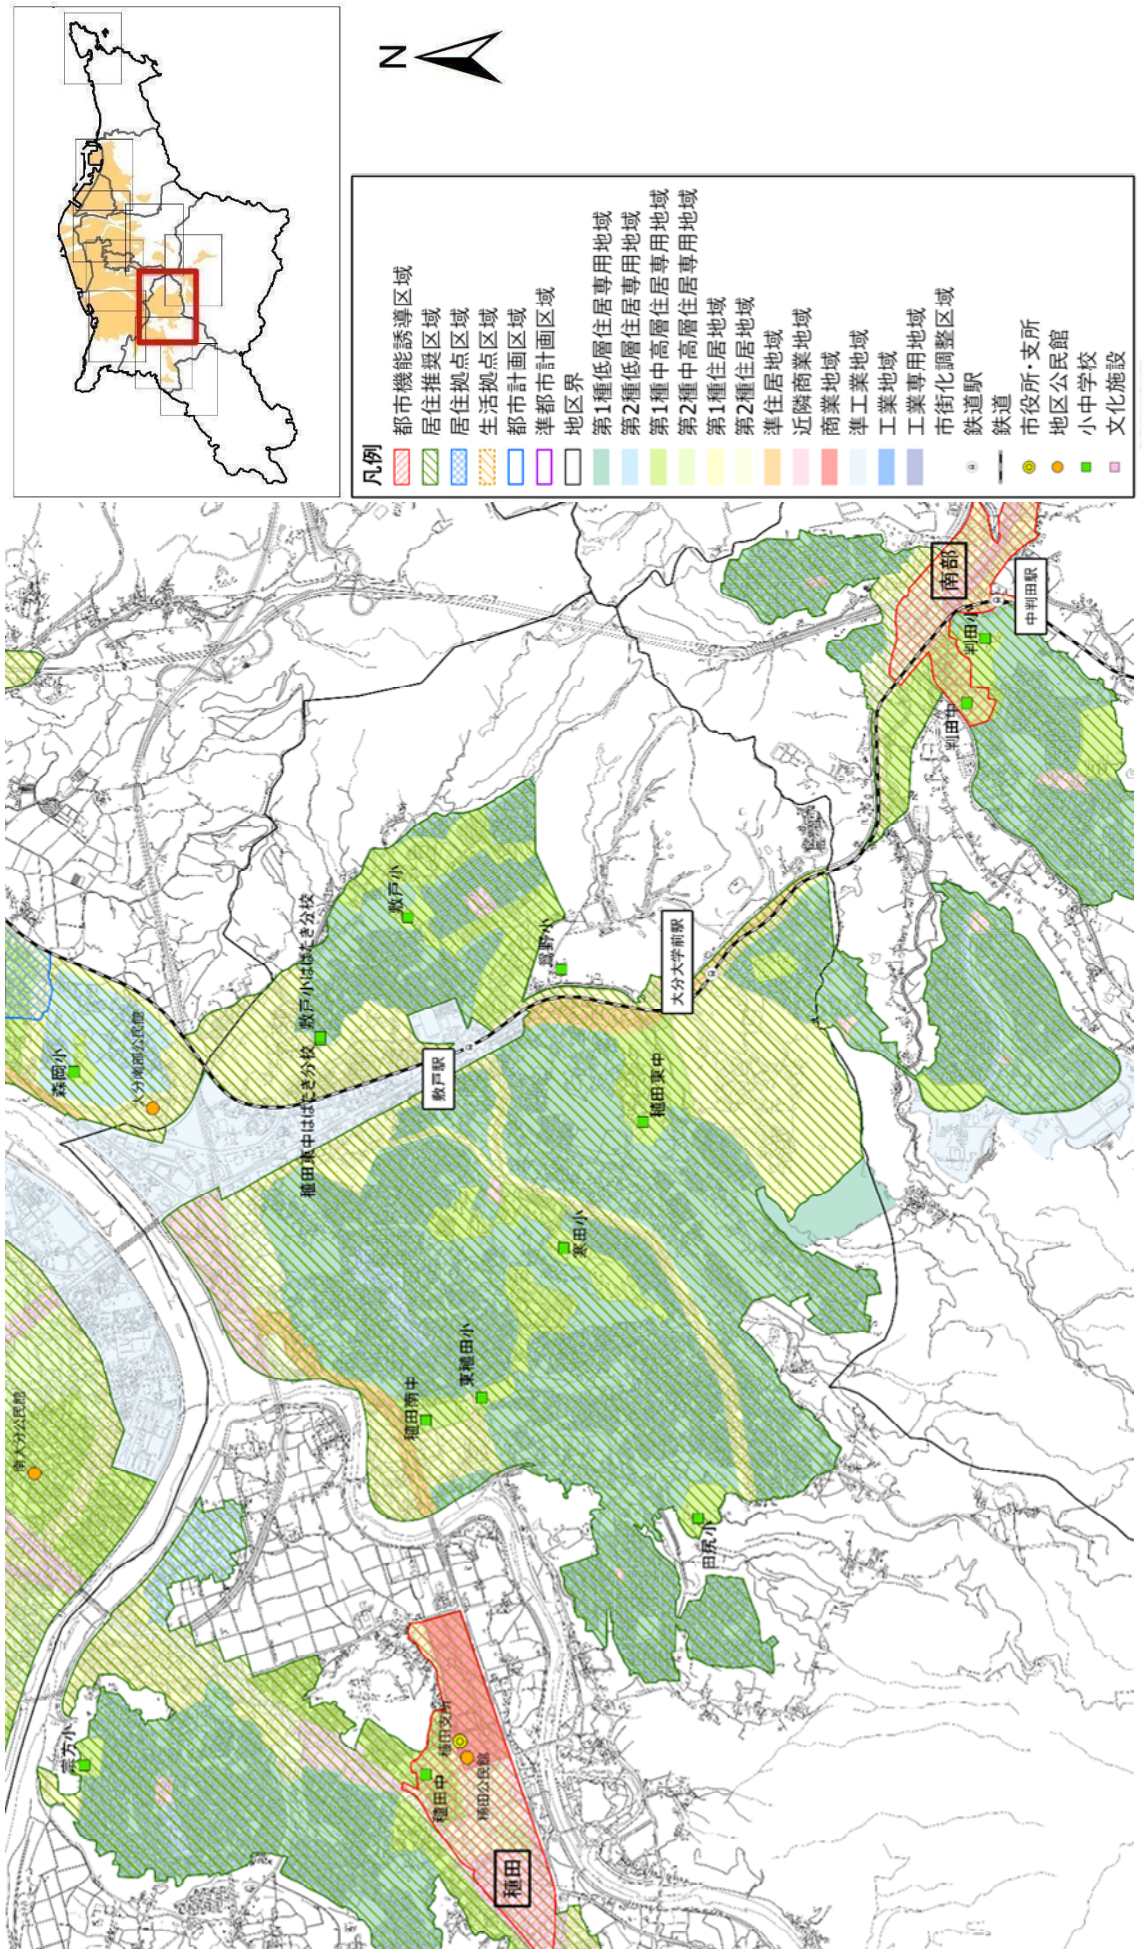 N
凡例
都市機能誘導区域
居住推奨区域
居住拠点区域
生活拠点区域
都市計画区域
準都市計画区域
地区界
第1種低層住居専用地域
第2種低層住居専用地域
第1種中高層住居専用地域
第2種中高層住居専用地域
第1種住居地域
第2種住居地域
準住居地域
近隣商業地域
商業地域
準工業地域
工業地域
工業専用地域
市街化調整区域
鉄道駅
鉄道
市役所・支所
地区公民館
小中学校
文化施設
南大分公民館
宗方小
森岡小
大分南部公民館
稙田東中はばたき分校
敷戸小はばたき分校
敷戸小
敷戸駅
鴛野小
大分大学前駅
稙田東中
寒田小
東稙田小
稙田南中
田尻小
稙田支所
稙田中
稙田公民館
稙田
南部
判田小
判田中
中判田駅